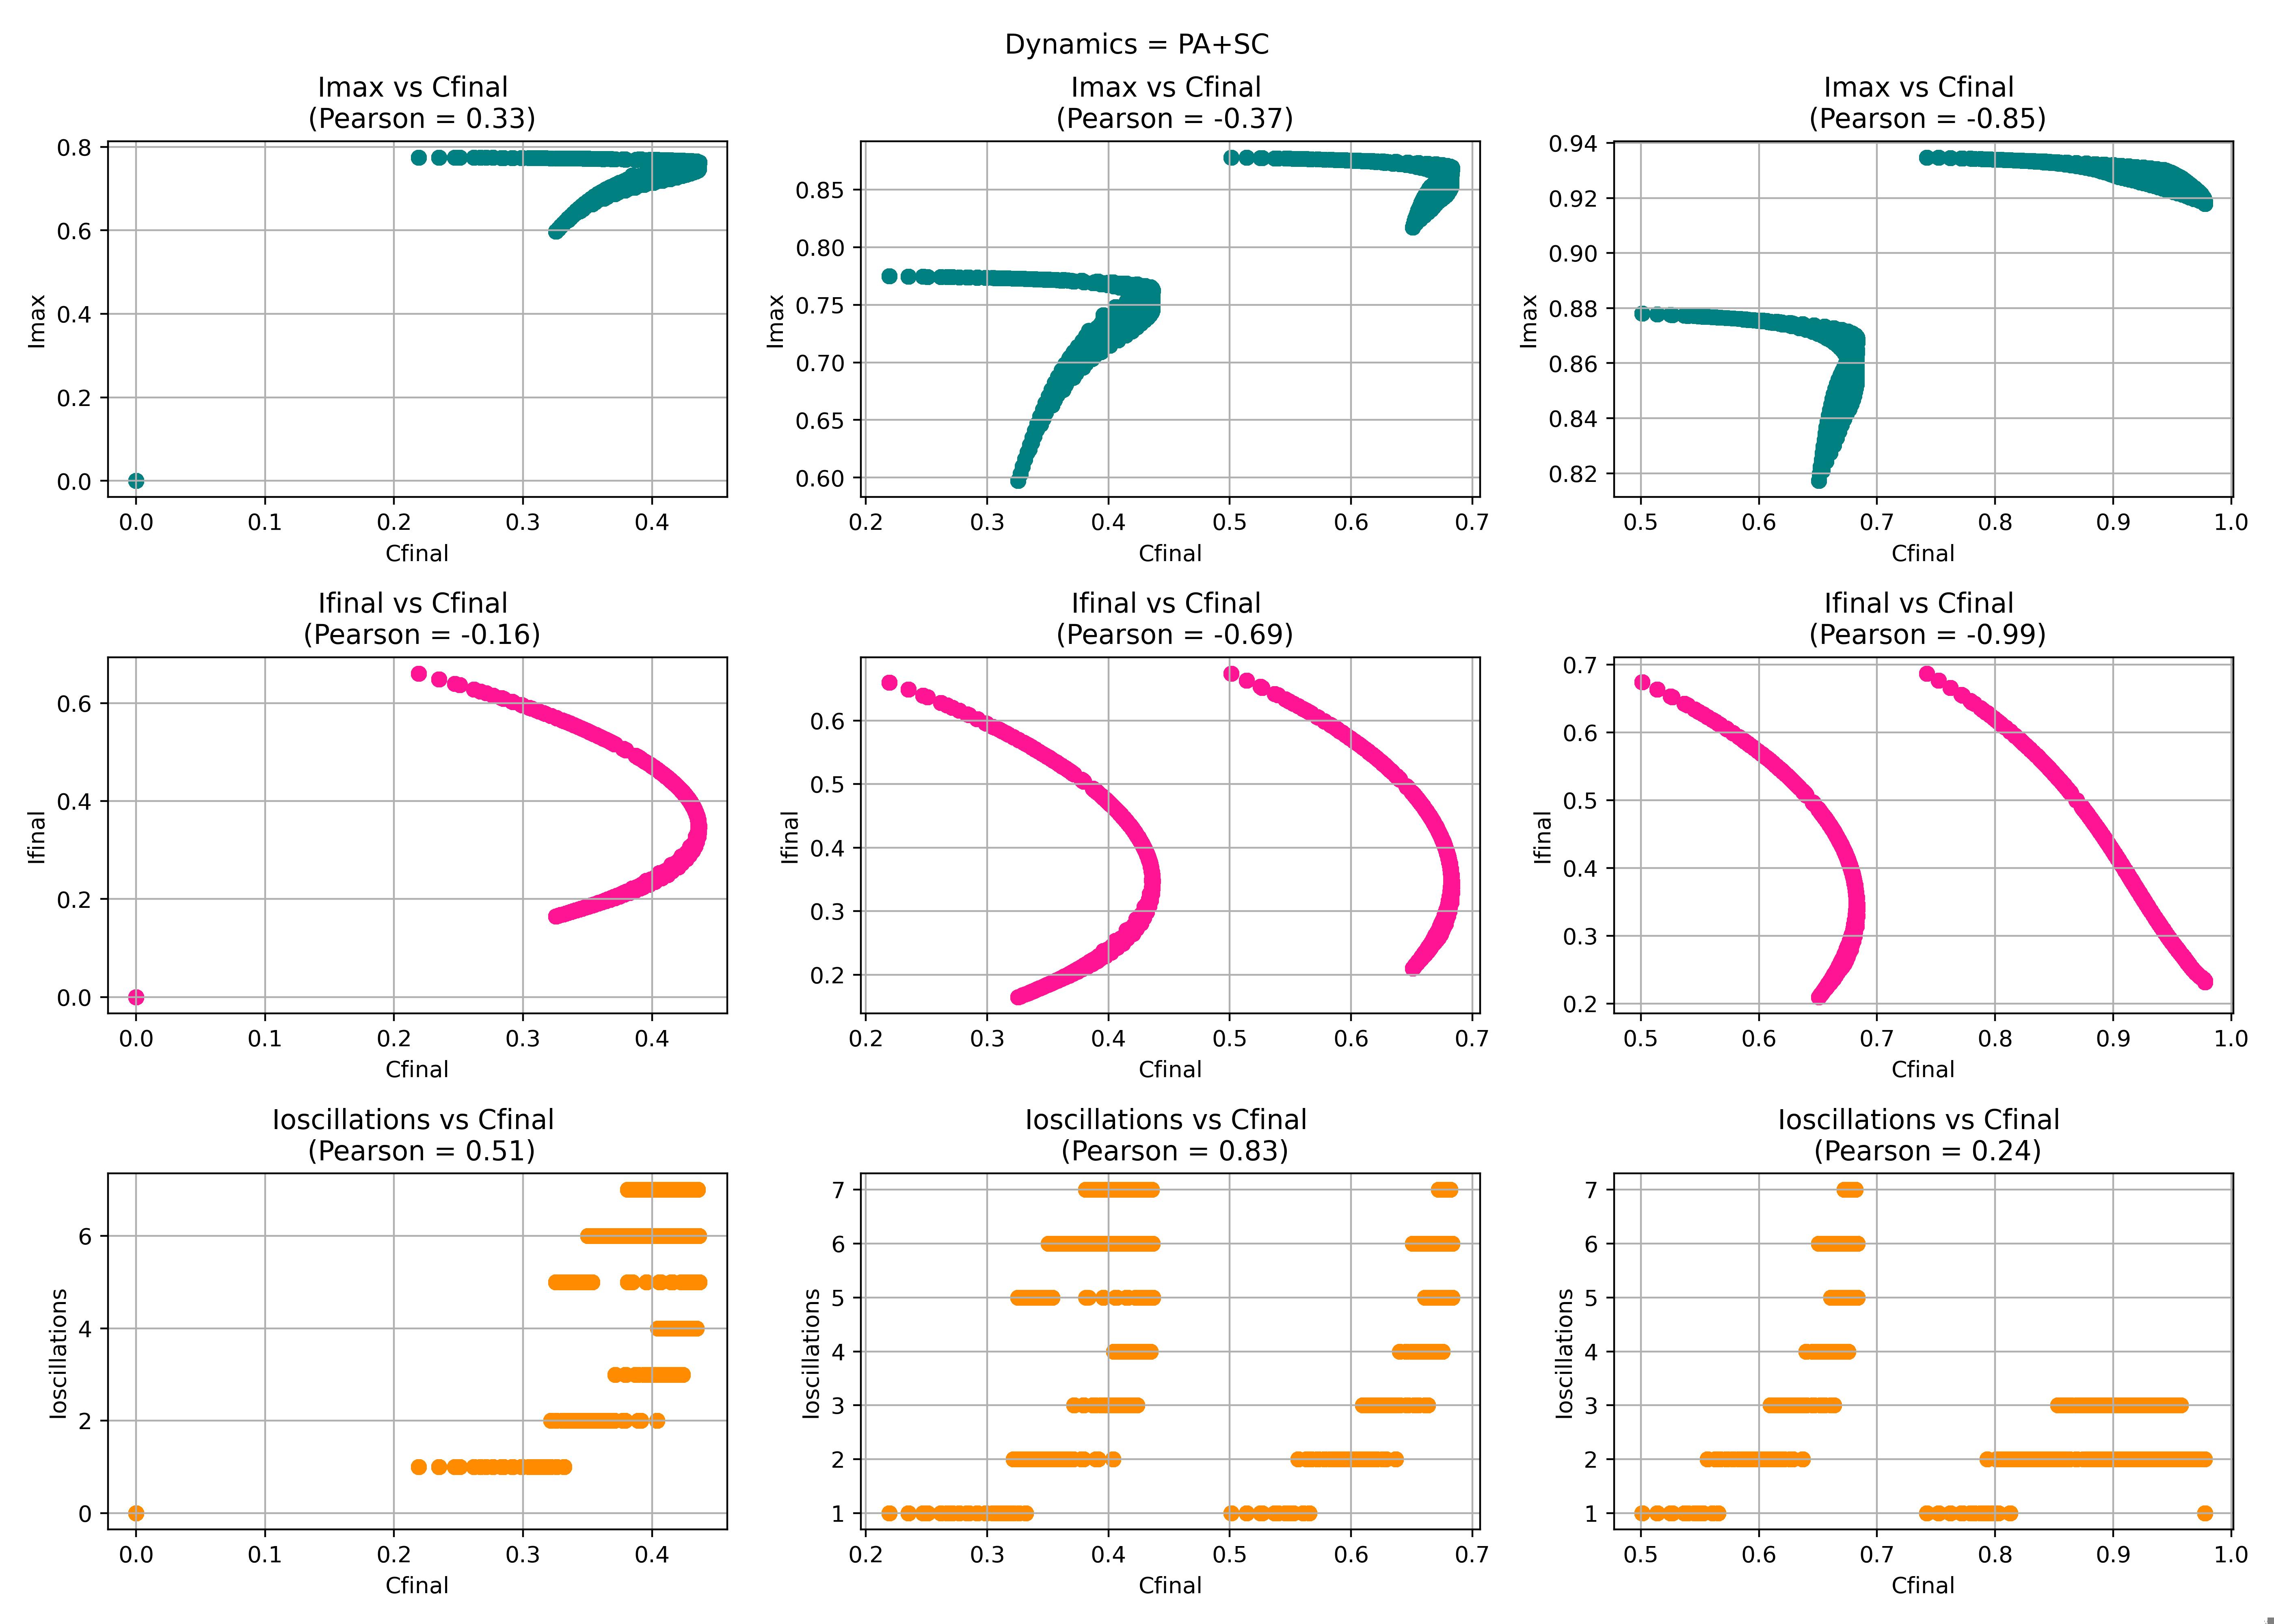 Dynamics = PA+SC
Imax vs Cfinal
(Pearson = 0.33)
Imax
0.8
0.6
0.4
0.2
0.0
0.0 0.1 0.2 0.3 0.4
Cfinal
Imax vs Cfinal
(Pearson = -0.37)
Imax
0.85
0.80
0.75
0.70
0.65
0.60
0.2 0.3 0.4 0.5 0.6 0.7
Cfinal
Imax vs Cfinal
(Pearson = -0.85)
Imax
0.94
0.92
0.90
0.88
0.86
0.84
0.82
0.5 0.6 0.7 0.8 0.9 1.0
Cfinal
Ifinal vs Cfinal
(Pearson = -0.16)
Ifinal
0.6
0.4
0.2
0.0
0.0 0.1 0.2 0.3 0.4
Cfinal
Ifinal vs Cfinal
(Pearson = -0.69)
Ifinal
0.6
0.5
0.4
0.3
0.2
0.2 0.3 0.4 0.5 0.6 0.7
Cfinal
Ifinal vs Cfinal
(Pearson = -0.99)
Ifinal
0.7
0.6
0.5
0.4
0.3
0.2
0.5 0.6 0.7 0.8 0.9 1.0
Cfinal
Ioscillations vs Cfinal
(Pearson = 0.51)
Ioscillations
6
4
2
0
0.0 0.1 0.2 0.3 0.4
Cfinal
Ioscillations vs Cfinal
(Pearson = 0.83)
Ioscillations
7
6
5
4
3
2
1
0.2 0.3 0.4 0.5 0.6 0.7
Cfinal
Ioscillations vs Cfinal
(Pearson = 0.24)
Ioscillations
7
6
5
4
3
2
1
0.5 0.6 0.7 0.8 0.9 1.0
Cfinal